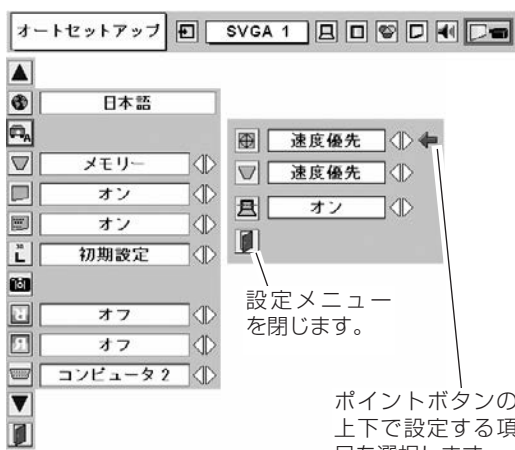 オートセットアップ SVGA 1
日本語
速度優先
メモリー
速度優先
オン
オン
オン
初期設定
設定メニュー
を閉じます。
オフ
オフ
コンピュータ 2
ポイントボタンの
上下で設定する項